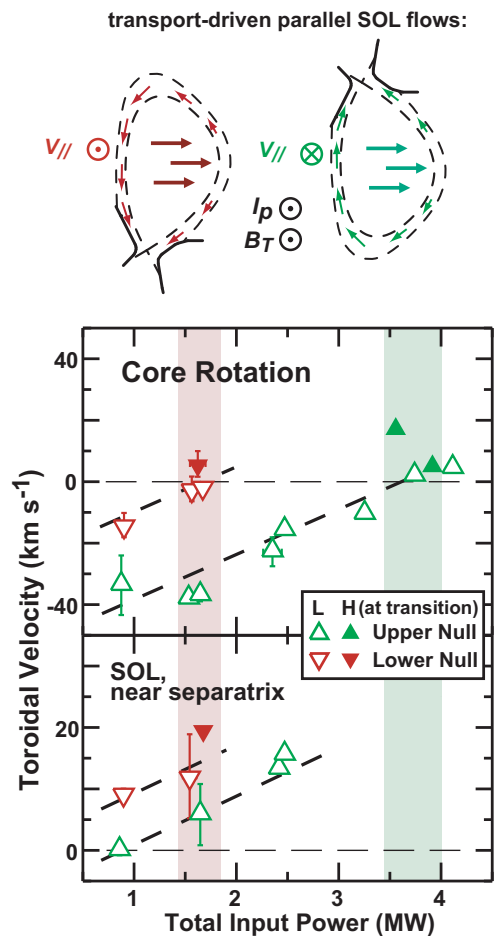 transport-driven parallel SOL flows:
V// V//
Ip
BT
40
Core Rotation
0
-40
L H (at transition)
Upper Null
Lower Null
SOL,
near separatrix
20
0
Toroidal Velocity (km s-1)
1 2 3 4
Total Input Power (MW)